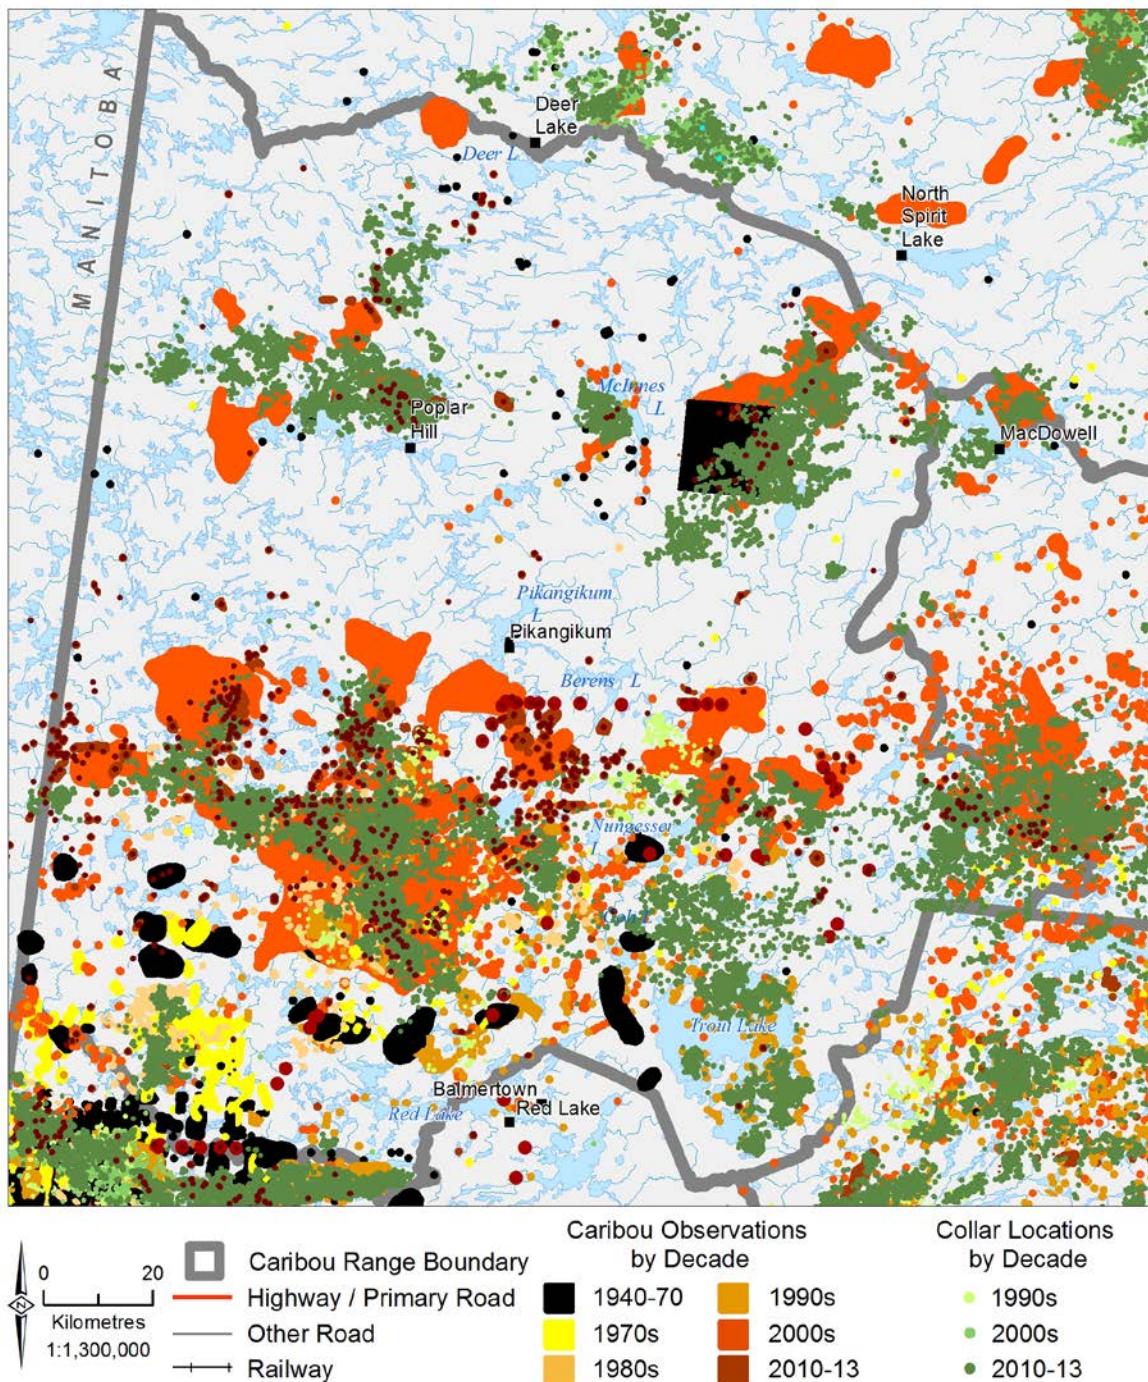 MANITOBA
Deer
Lake
Deer L
North
Spirit
Lake
McInnes
L
Poplar
Hill
MacDowell
Pikangikum
L
Pikangikum
Berens L
Nungesser
L
Trout Lake
Balmertown
Red Lake
Red Lake
N
0 20
Kilometres
1:1,300,000
Caribou Range Boundary
Highway / Primary Road
Other Road
Railway
Caribou Observations
by Decade
1940-70
1970s
1980s
1990s
2000s
2010-13
Collar Locations
by Decade
1990s
2000s
2010-13